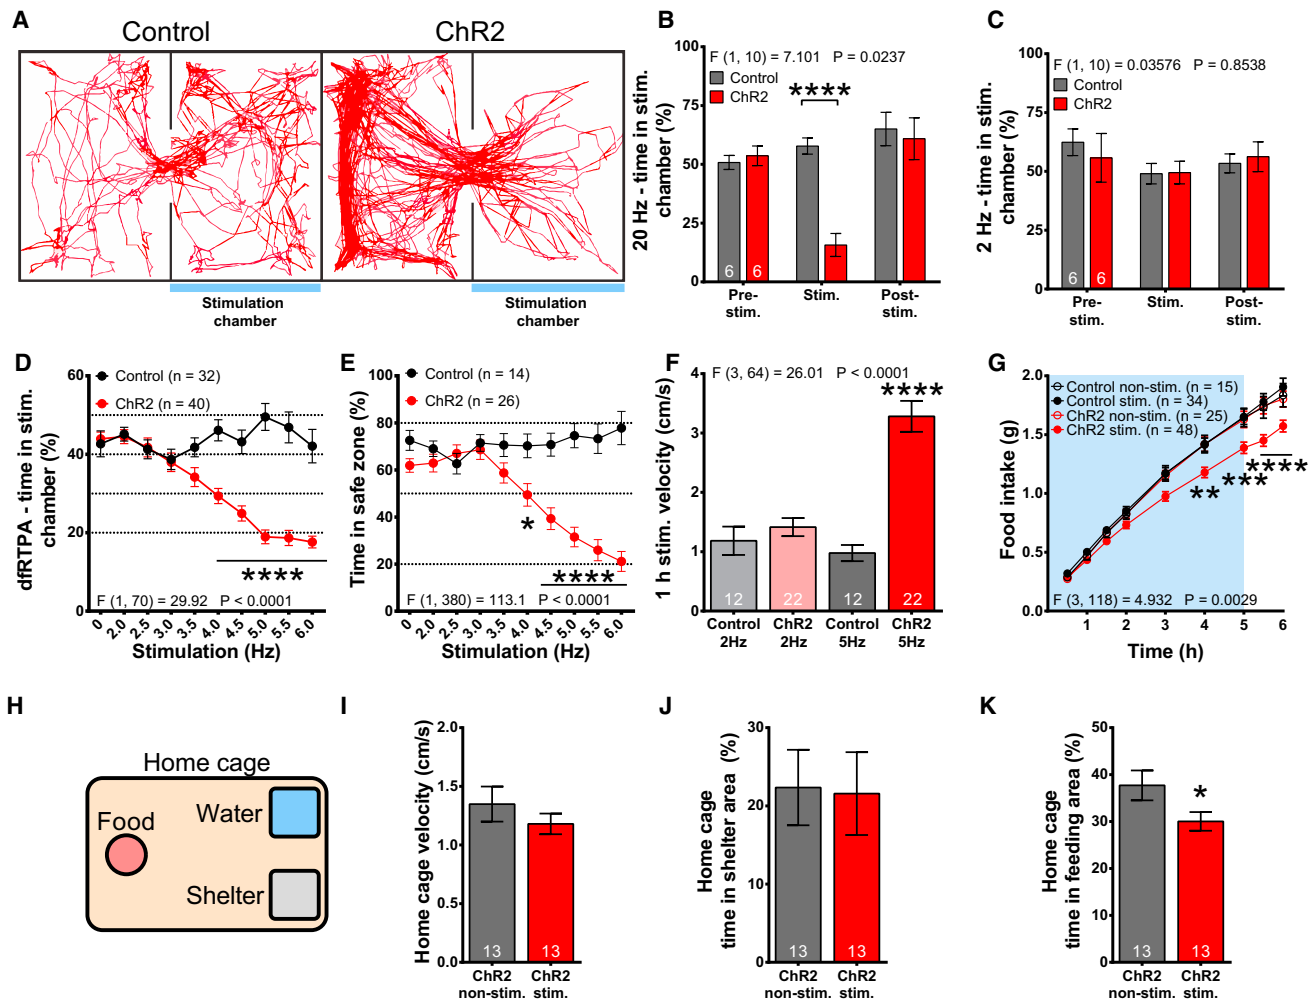 A
Control
ChR2
Stimulation
chamber
Stimulation
chamber
B
20 Hz - time in stim.
chamber (%)
F (1, 10) = 7.101 P = 0.0237
Control
ChR2
****
100
75
50
25
0
6
6
Pre-
stim.
Stim.
Post-
stim.
C
2 Hz - time in stim.
chamber (%)
F (1, 10) = 0.03576 P = 0.8538
Control
ChR2
100
75
50
25
0
6
6
Pre-
stim.
Stim.
Post-
stim.
D
dfRTPA - time in stim.
chamber (%)
Control (n = 32)
ChR2 (n = 40)
60
40
20
0
****
F (1, 70) = 29.92 P < 0.0001
0
2.0
2.5
3.0
3.5
4.0
4.5
5.0
5.5
6.0
Stimulation (Hz)
E
Time in safe zone (%)
Control (n = 14)
ChR2 (n = 26)
100
80
60
40
20
0
*
****
F (1, 380) = 113.1 P < 0.0001
0
2.0
2.5
3.0
3.5
4.0
4.5
5.0
5.5
6.0
Stimulation (Hz)
F
1 h stim. velocity (cm/s)
F (3, 64) = 26.01 P < 0.0001
****
4
3
2
1
0
12
22
12
22
Control
2Hz
ChR2
2Hz
Control
5Hz
ChR2
5Hz
G
Food intake (g)
Control non-stim. (n = 15)
Control stim. (n = 34)
ChR2 non-stim. (n = 25)
ChR2 stim. (n = 48)
2.0
1.5
1.0
0.5
0.0
**
***
****
F (3, 118) = 4.932 P = 0.0029
1
2
3
4
5
6
Time (h)
H
Home cage
Food
Water
Shelter
I
Home cage velocity (cm/s)
2.0
1.5
1.0
0.5
0.0
13
13
ChR2
non-stim.
ChR2
stim.
J
Home cage
time in shelter area (%)
30
20
10
0
13
13
ChR2
non-stim.
ChR2
stim.
K
Home cage
time in feeding area (%)
50
40
30
20
10
0
*
13
13
ChR2
non-stim.
ChR2
stim.